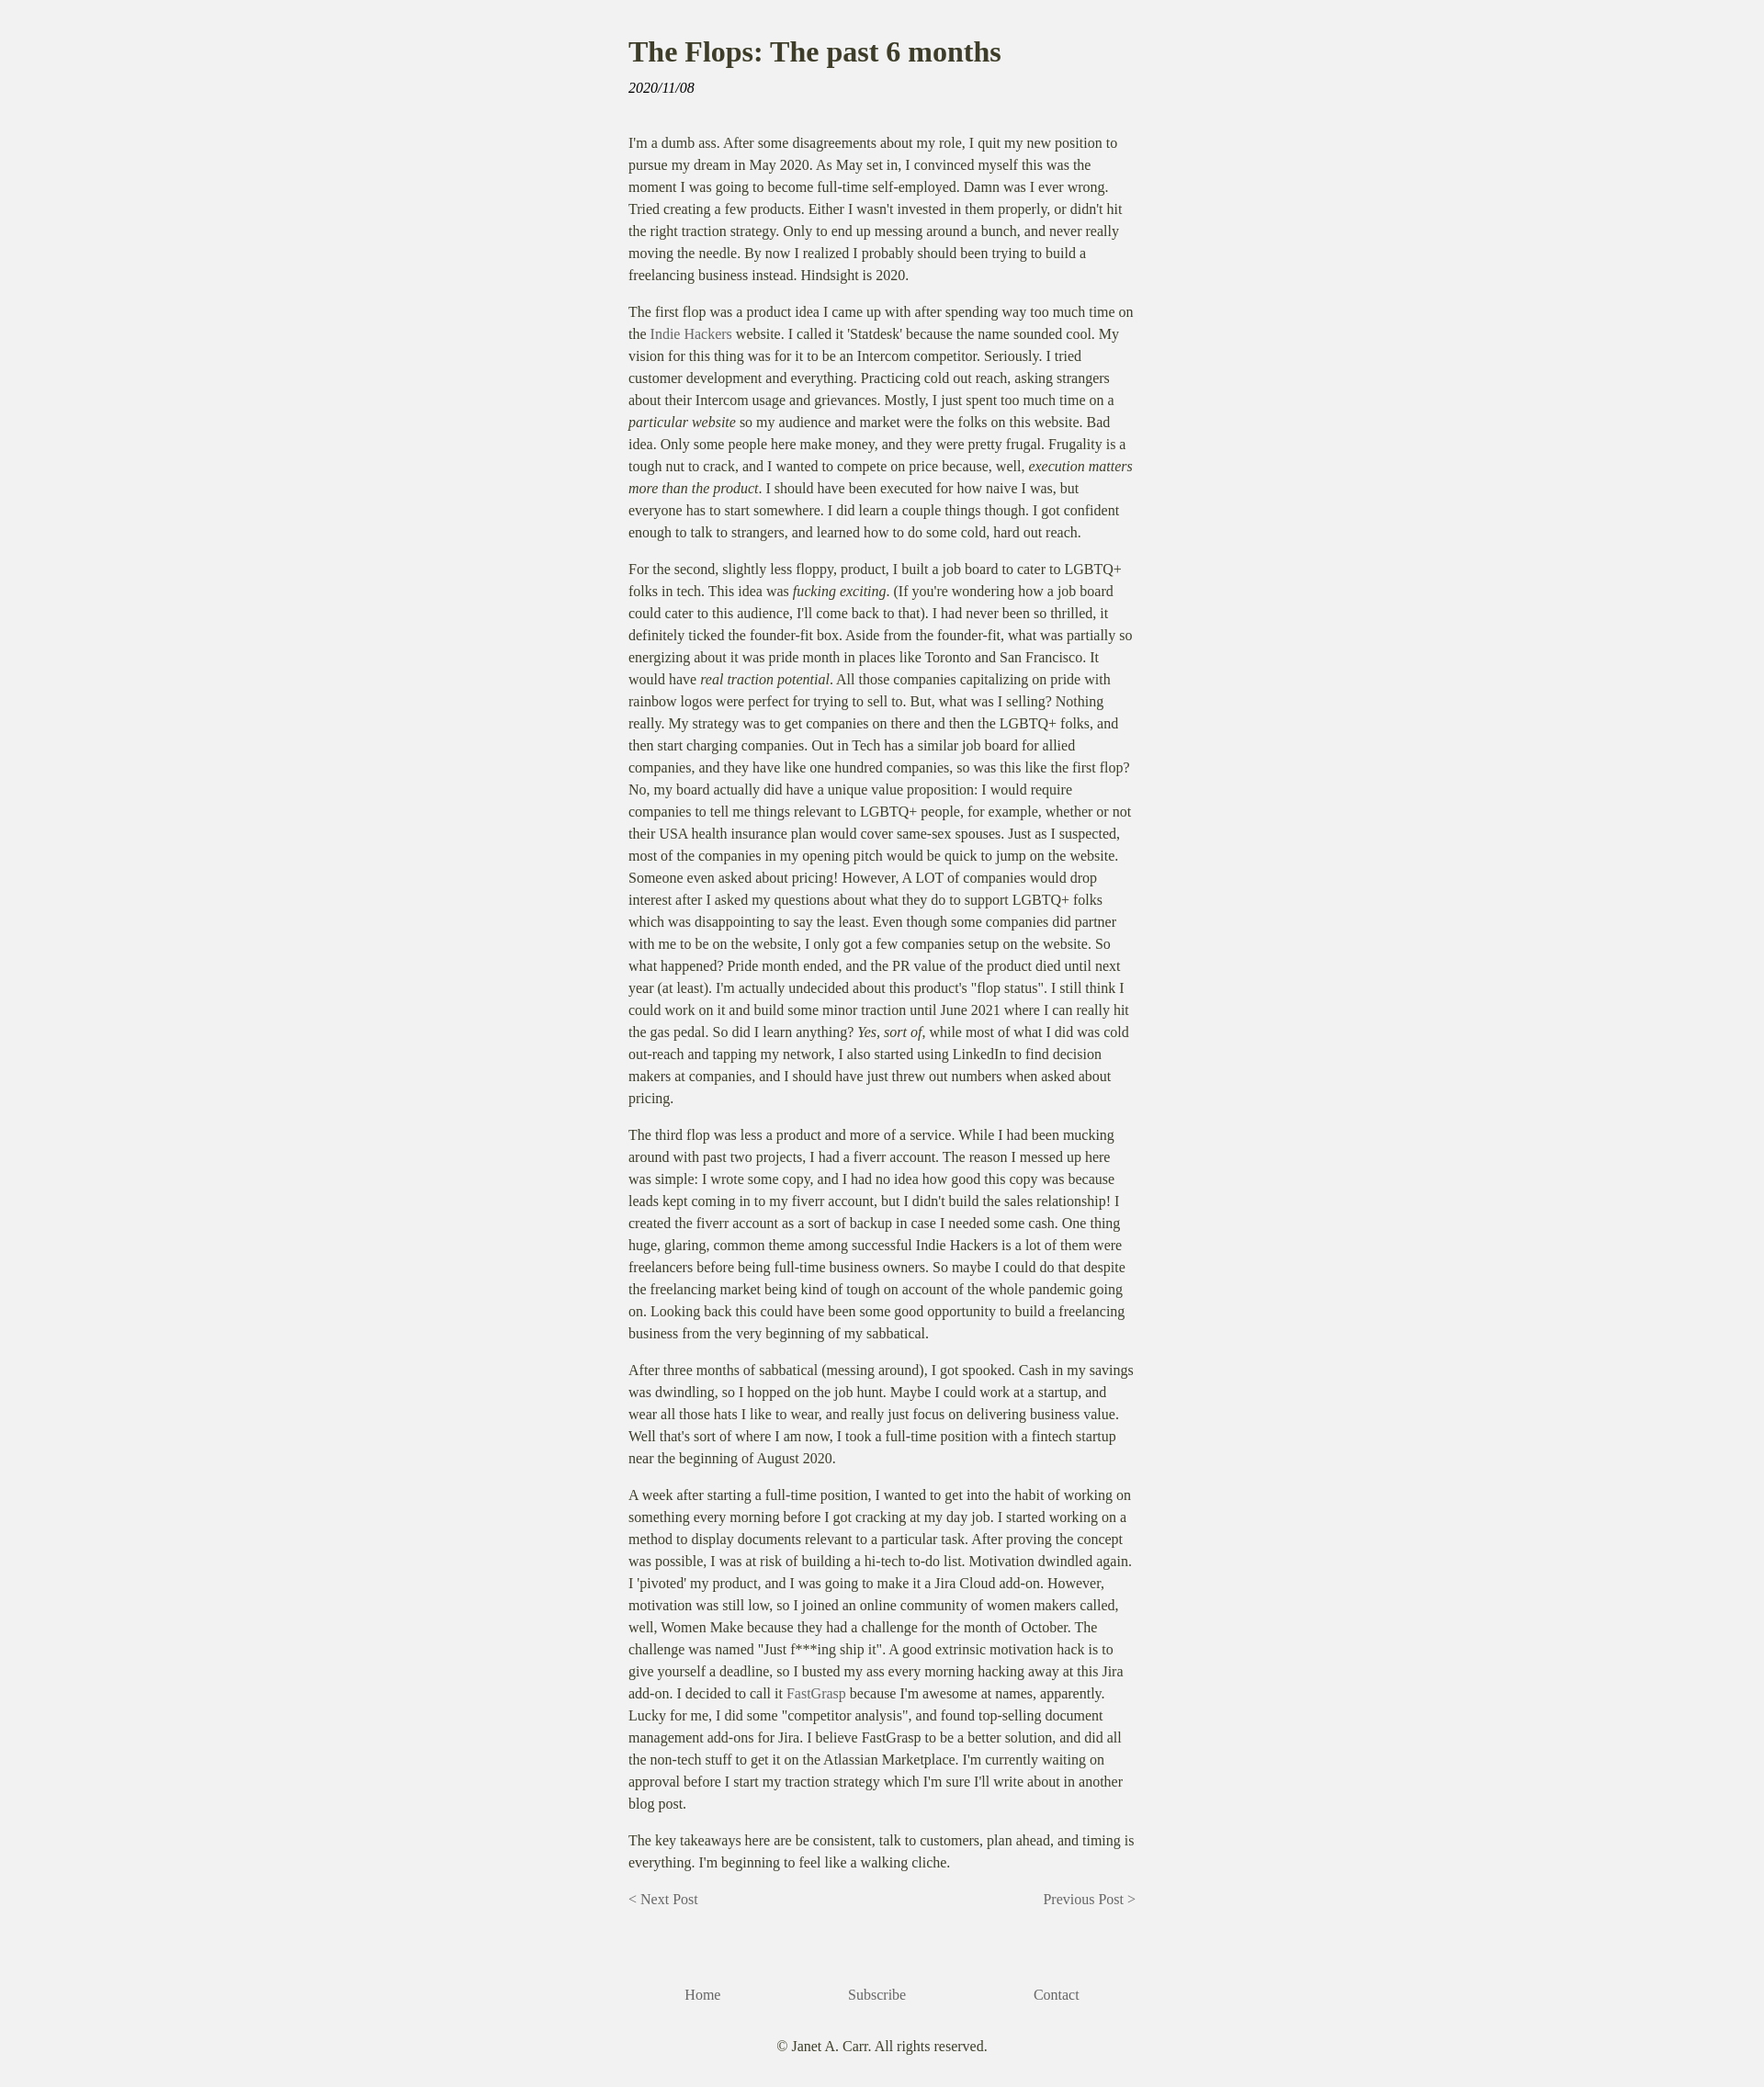 The Flops: The past 6 months
2020/11/08
I'm a dumb ass. After some disagreements about my role, I quit my new position to
pursue my dream in May 2020. As May set in, I convinced myself this was the
moment I was going to become full-time self-employed. Damn was I ever wrong.
Tried creating a few products. Either I wasn't invested in them properly, or didn't hit
the right traction strategy. Only to end up messing around a bunch, and never really
moving the needle. By now I realized I probably should been trying to build a
freelancing business instead. Hindsight is 2020.
The first flop was a product idea I came up with after spending way too much time on
the Indie Hackers website. I called it 'Statdesk' because the name sounded cool. My
vision for this thing was for it to be an Intercom competitor. Seriously. I tried
customer development and everything. Practicing cold out reach, asking strangers
about their Intercom usage and grievances. Mostly, I just spent too much time on a
particular website so my audience and market were the folks on this website. Bad
idea. Only some people here make money, and they were pretty frugal. Frugality is a
tough nut to crack, and I wanted to compete on price because, well, execution matters
more than the product. I should have been executed for how naive I was, but
everyone has to start somewhere. I did learn a couple things though. I got confident
enough to talk to strangers, and learned how to do some cold, hard out reach.
For the second, slightly less floppy, product, I built a job board to cater to LGBTQ+
folks in tech. This idea was fucking exciting. (If you're wondering how a job board
could cater to this audience, I'll come back to that). I had never been so thrilled, it
definitely ticked the founder-fit box. Aside from the founder-fit, what was partially so
energizing about it was pride month in places like Toronto and San Francisco. It
would have real traction potential. All those companies capitalizing on pride with
rainbow logos were perfect for trying to sell to. But, what was I selling? Nothing
really. My strategy was to get companies on there and then the LGBTQ+ folks, and
then start charging companies. Out in Tech has a similar job board for allied
companies, and they have like one hundred companies, so was this like the first flop?
No, my board actually did have a unique value proposition: I would require
companies to tell me things relevant to LGBTQ+ people, for example, whether or not
their USA health insurance plan would cover same-sex spouses. Just as I suspected,
most of the companies in my opening pitch would be quick to jump on the website.
Someone even asked about pricing! However, A LOT of companies would drop
interest after I asked my questions about what they do to support LGBTQ+ folks
which was disappointing to say the least. Even though some companies did partner
with me to be on the website, I only got a few companies setup on the website. So
what happened? Pride month ended, and the PR value of the product died until next
year (at least). I'm actually undecided about this product's "flop status". I still think I
could work on it and build some minor traction until June 2021 where I can really hit
the gas pedal. So did I learn anything? Yes, sort of, while most of what I did was cold
out-reach and tapping my network, I also started using LinkedIn to find decision
makers at companies, and I should have just threw out numbers when asked about
pricing.
The third flop was less a product and more of a service. While I had been mucking
around with past two projects, I had a fiverr account. The reason I messed up here
was simple: I wrote some copy, and I had no idea how good this copy was because
leads kept coming in to my fiverr account, but I didn't build the sales relationship! I
created the fiverr account as a sort of backup in case I needed some cash. One thing
huge, glaring, common theme among successful Indie Hackers is a lot of them were
freelancers before being full-time business owners. So maybe I could do that despite
the freelancing market being kind of tough on account of the whole pandemic going
on. Looking back this could have been some good opportunity to build a freelancing
business from the very beginning of my sabbatical.
After three months of sabbatical (messing around), I got spooked. Cash in my savings
was dwindling, so I hopped on the job hunt. Maybe I could work at a startup, and
wear all those hats I like to wear, and really just focus on delivering business value.
Well that's sort of where I am now, I took a full-time position with a fintech startup
near the beginning of August 2020.
A week after starting a full-time position, I wanted to get into the habit of working on
something every morning before I got cracking at my day job. I started working on a
method to display documents relevant to a particular task. After proving the concept
was possible, I was at risk of building a hi-tech to-do list. Motivation dwindled again.
I 'pivoted' my product, and I was going to make it a Jira Cloud add-on. However,
motivation was still low, so I joined an online community of women makers called,
well, Women Make because they had a challenge for the month of October. The
challenge was named "Just f***ing ship it". A good extrinsic motivation hack is to
give yourself a deadline, so I busted my ass every morning hacking away at this Jira
add-on. I decided to call it FastGrasp because I'm awesome at names, apparently.
Lucky for me, I did some "competitor analysis", and found top-selling document
management add-ons for Jira. I believe FastGrasp to be a better solution, and did all
the non-tech stuff to get it on the Atlassian Marketplace. I'm currently waiting on
approval before I start my traction strategy which I'm sure I'll write about in another
blog post.
The key takeaways here are be consistent, talk to customers, plan ahead, and timing is
everything. I'm beginning to feel like a walking cliche.
< Next Post Previous Post >
Home Subscribe Contact
© Janet A. Carr. All rights reserved.